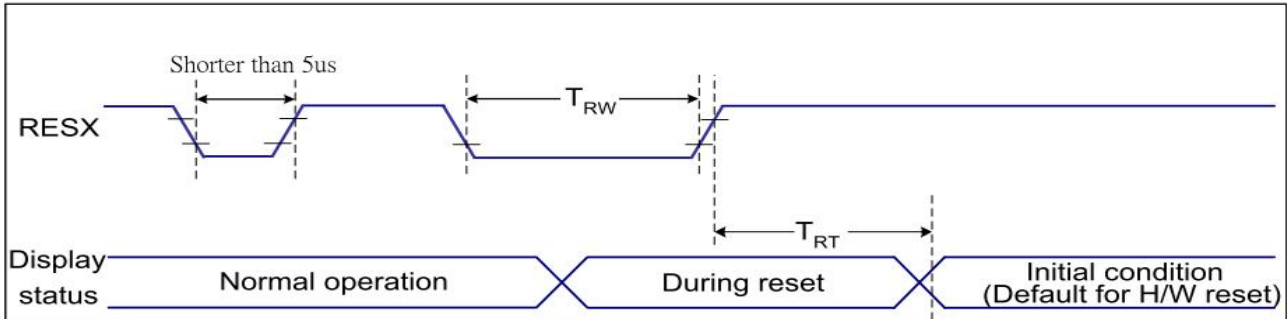 Shorter than 5us
RESX
TRW
TRT
Display
status
Normal operation
During reset
Initial condition
(Default for H/W reset)